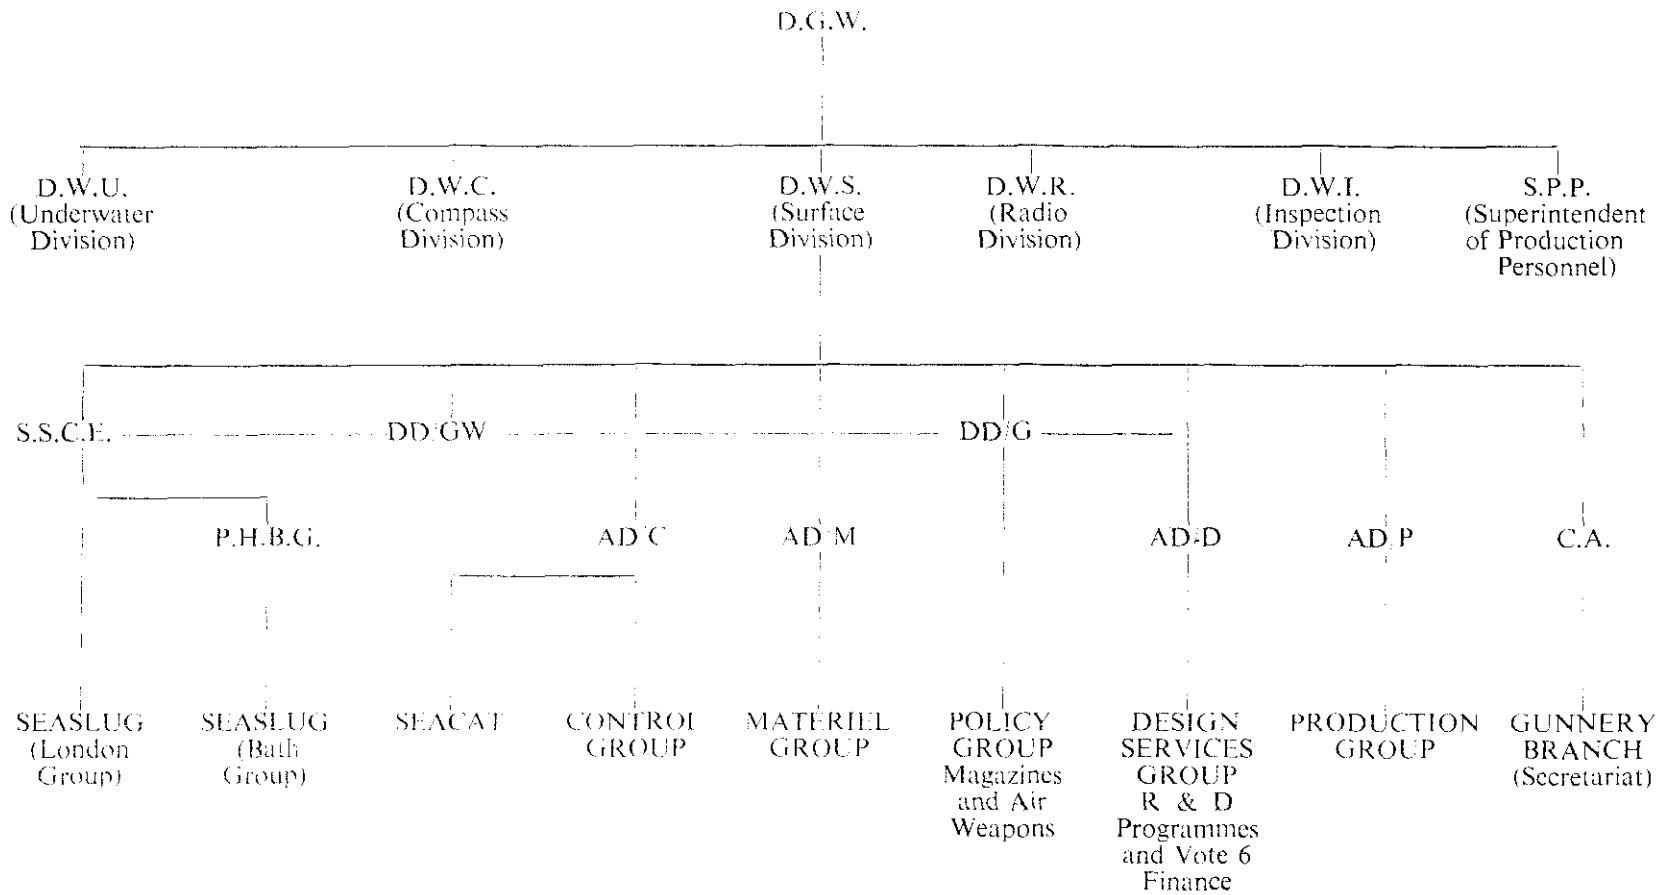 D.G.W.
D.W.U.
(Underwater
Division)
D.W.C.
(Compass
Division)
D.W.S.
(Surface
Division)
D.W.R.
(Radio
Division)
D.W.I.
(Inspection
Division)
S.P.P.
(Superintendent
of Production
Personnel)
S.S.C.E.
DD/GW
DD/G
P.H.B.G.
AD/C
AD/M
AD/D
AD/P
C.A.
SEASLUG
(London
Group)
SEASLUG
(Bath
Group)
SEACAT
CONTROL
GROUP
MATERIEL
GROUP
POLICY
GROUP
Magazines
and Air
Weapons
DESIGN
SERVICES
GROUP
R & D
Programmes
and Vote 6
Finance
PRODUCTION
GROUP
GUNNERY
BRANCH
(Secretariat)